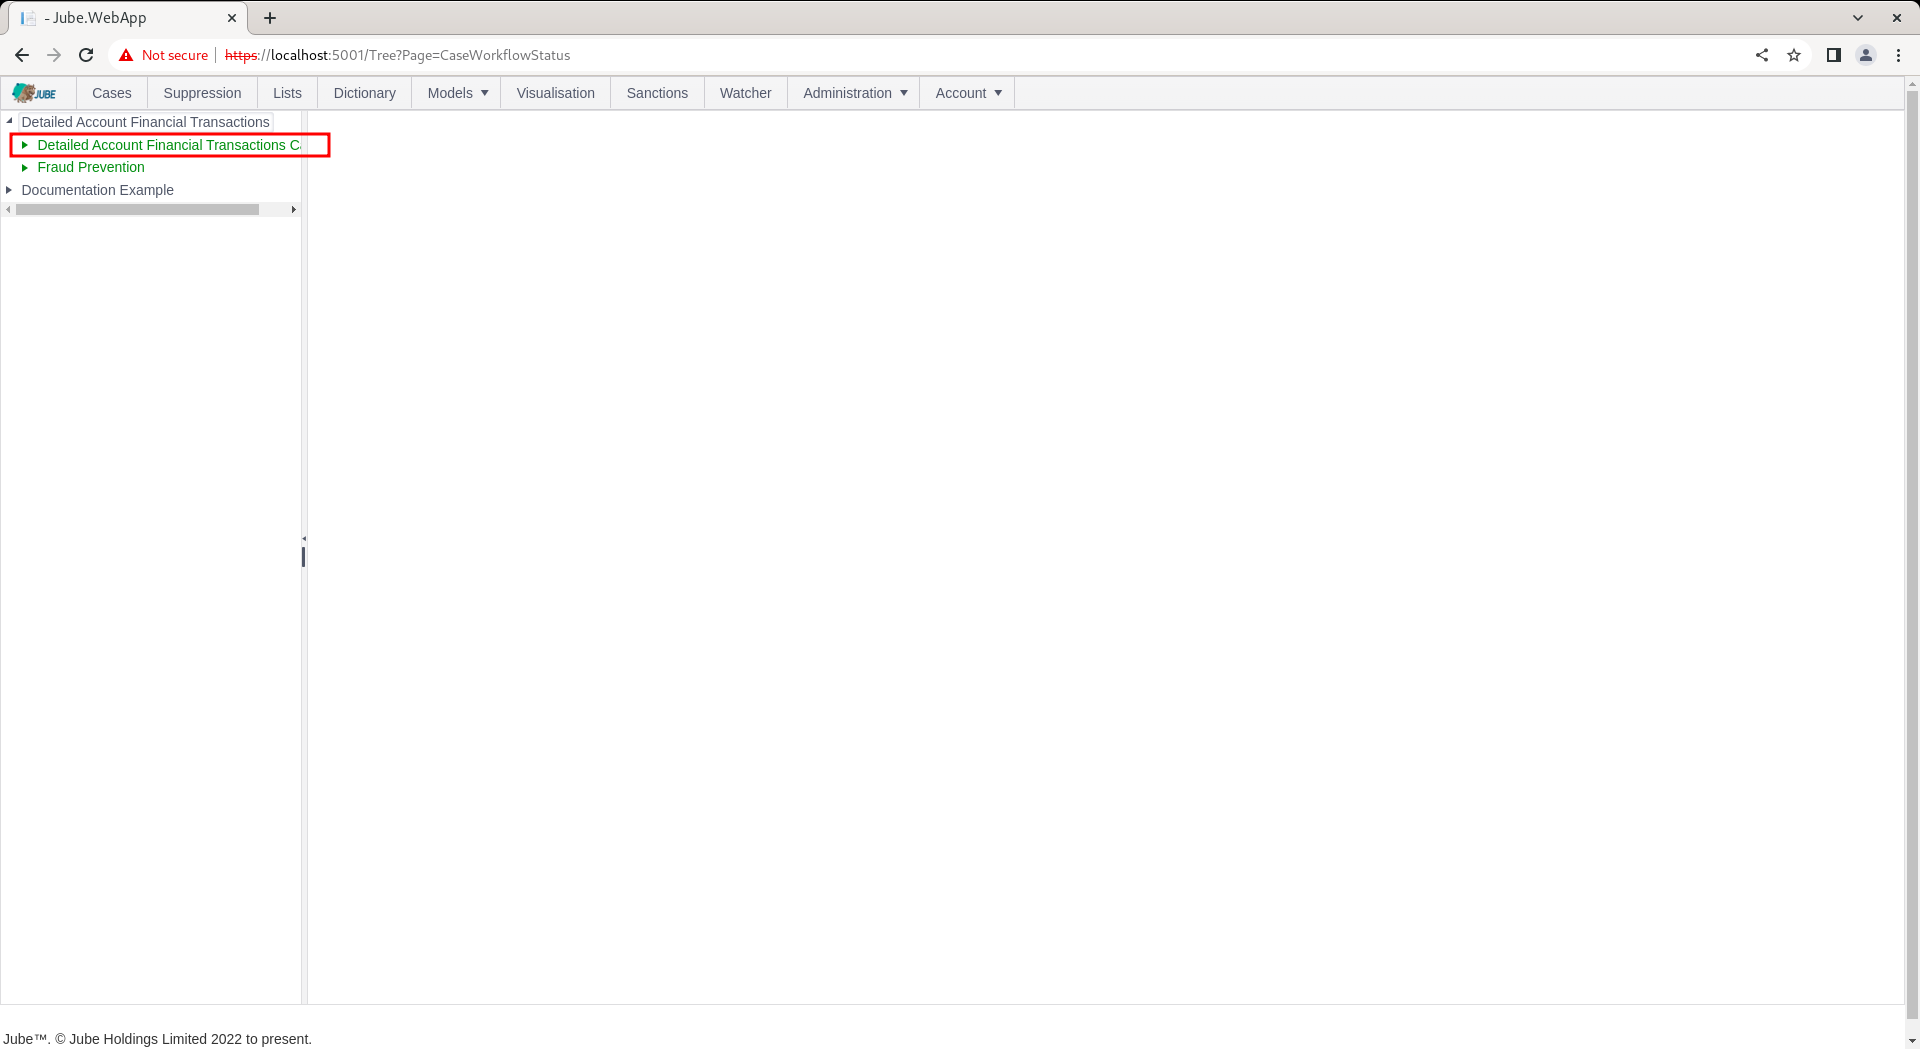 - Jube.WebApp
Not secure https://localhost:5001/Tree?Page=CaseWorkflowStatus
JUBE Cases Suppression Lists Dictionary Models Visualisation Sanctions Watcher Administration Account
Detailed Account Financial Transactions
Detailed Account Financial Transactions
Fraud Prevention
Documentation Example
Jube™. © Jube Holdings Limited 2022 to present.